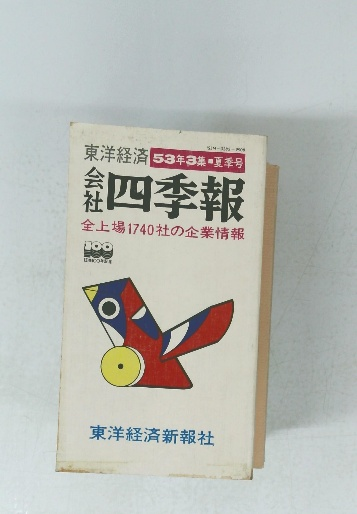 東洋経済 53年3集■夏季号
会社 四季報
全上場1740社の企業情報
100
東洋経済新報社